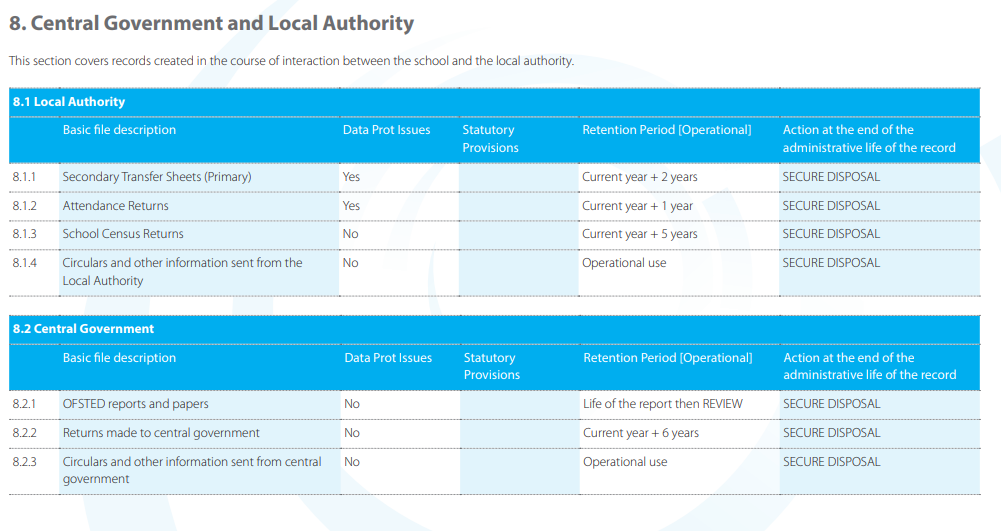 8. Central Government and Local Authority
This section covers records created in the course of interaction between the school and the local authority.
8.1 Local Authority
Basic file description Data Prot Issues Statutory Provisions Retention Period [Operational] Action at the end of the administrative life of the record
8.1.1 Secondary Transfer Sheets (Primary) Yes Current year + 2 years SECURE DISPOSAL
8.1.2 Attendance Returns Yes Current year + 1 year SECURE DISPOSAL
8.1.3 School Census Returns No Current year + 5 years SECURE DISPOSAL
8.1.4 Circulars and other information sent from the Local Authority No Operational use SECURE DISPOSAL
8.2 Central Government
Basic file description Data Prot Issues Statutory Provisions Retention Period [Operational] Action at the end of the administrative life of the record
8.2.1 OFSTED reports and papers No Life of the report then REVIEW SECURE DISPOSAL
8.2.2 Returns made to central government No Current year + 6 years SECURE DISPOSAL
8.2.3 Circulars and other information sent from central government No Operational use SECURE DISPOSAL